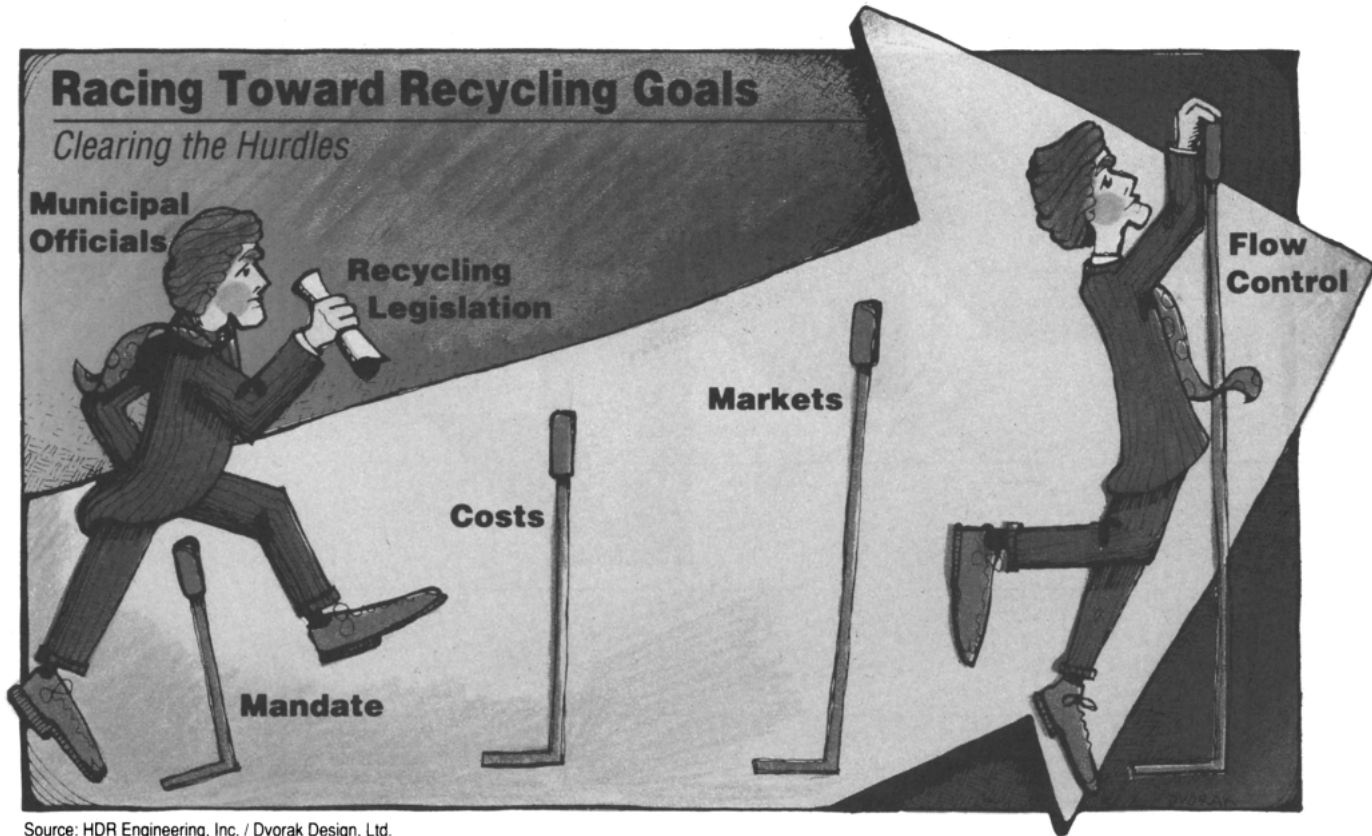 Racing Toward Recycling Goals
Clearing the Hurdles
Municipal
Officials
Recycling
Legislation
Mandate
Costs
Markets
Flow
Control
Source: HDR Engineering, Inc. / Dvorak Design, Ltd.